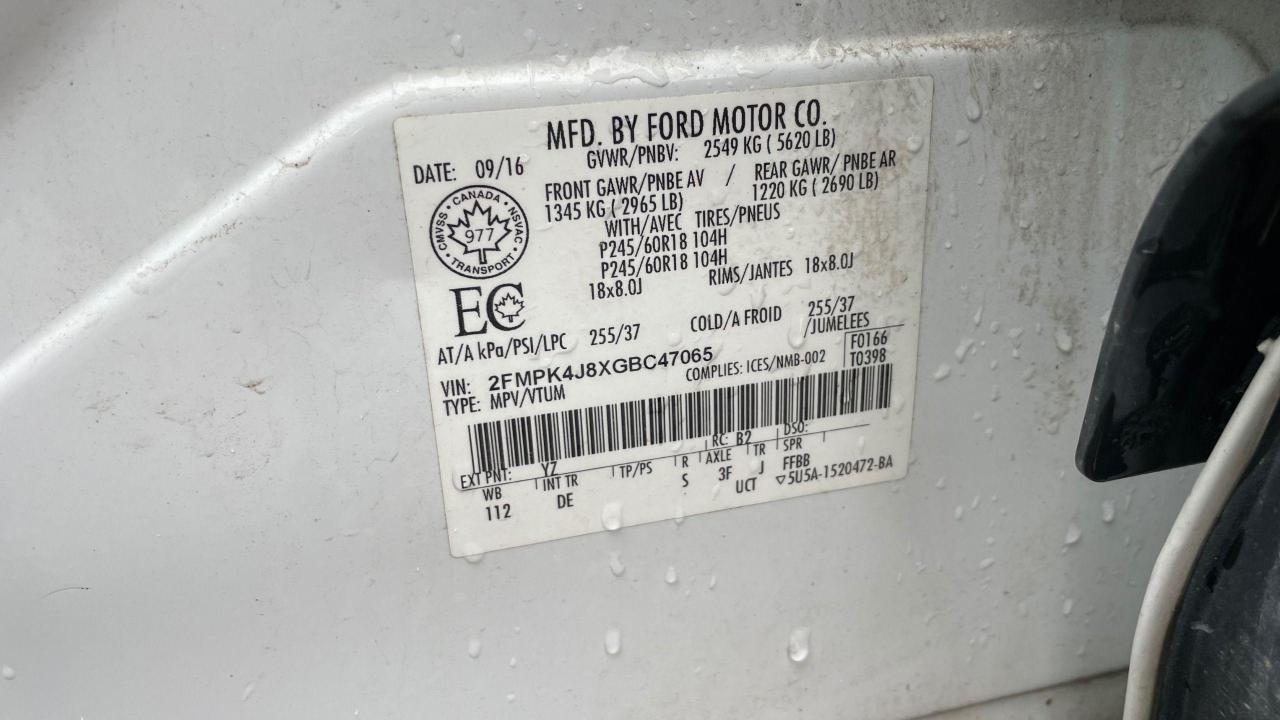 MFD. BY FORD MOTOR CO.
DATE: 09/16
GVWR/PNBV: 2549 KG ( 5620 LB)
FRONT GAWR/PNBE AV / REAR GAWR/ PNBE AR
1345 KG ( 2965 LB) 1220 KG ( 2690 LB)
WITH/AVEC TIRES/PNEUS
P245/60R18 104H
P245/60R18 104H
18x8.0J RIMS/JANTES 18x8.0J
CMVSS • CANADA • NSVAC • TRANSPORT •
977
EC
AT/A kPa/PSI/LPC 255/37 COLD/A FROID 255/37
/JUMELEES
VIN: 2FMPK4J8XGBC47065
TYPE: MPV/VTUM
COMPLIES: ICES/NMB-002
F0166
T0398
EXT PNT: YZ RC: B2 DSO:
WB INT TR TP/PS R AXLE TR SPR
112 DE S 3F J FFBB
UCT ▽5U5A-1520472-BA